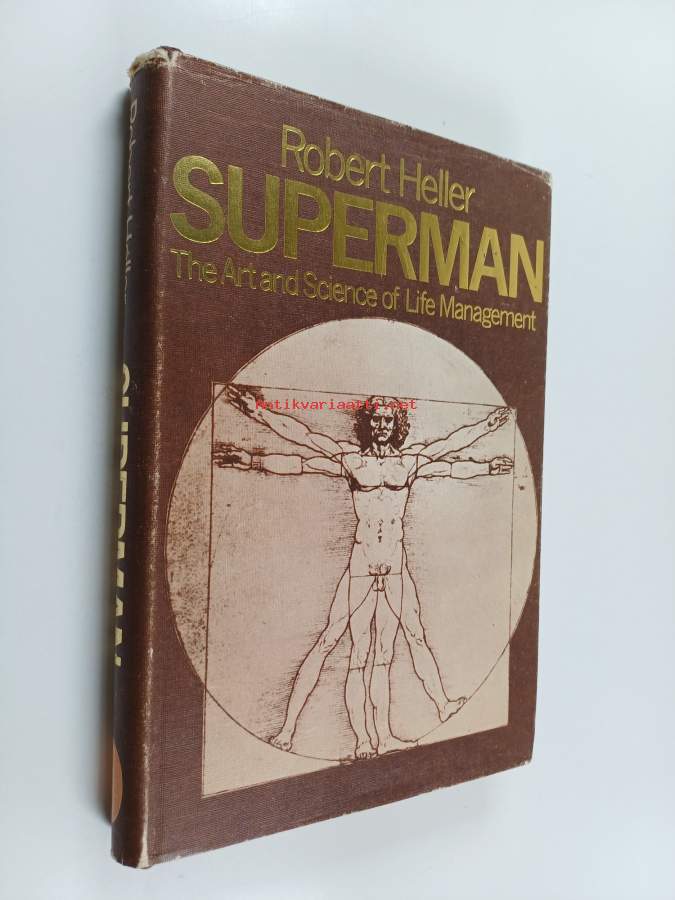 Robert Heller
SUPERMAN
The Art and Science of Life Management
Antikvariaatti.net
Robert Heller SUPERMAN